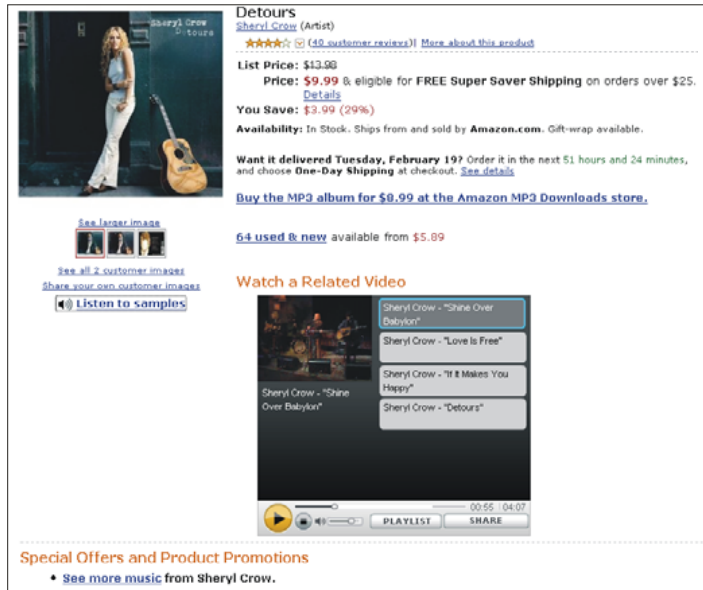 Sheryl Crow
Detours
Detours
Sheryl Crow (Artist)
(40 customer reviews)| More about this product
List Price: $13.98
Price: $9.99 & eligible for FREE Super Saver Shipping on orders over $25.
Details
You Save: $3.99 (29%)
Availability: In Stock. Ships from and sold by Amazon.com. Gift-wrap available.
Want it delivered Tuesday, February 19? Order it in the next 51 hours and 24 minutes,
and choose One-Day Shipping at checkout. See details
Buy the MP3 album for $8.99 at the Amazon MP3 Downloads store.
64 used & new available from $5.89
See larger image
See all 2 customer images
Share your own customer images
Listen to samples
Watch a Related Video
Sheryl Crow - "Shine Over
Babylon"
Sheryl Crow - "Love Is Free"
Sheryl Crow - "If It Makes You
Happy"
Sheryl Crow - "Detours"
Sheryl Crow - "Shine
Over Babylon"
00:55 04:07
PLAYLIST
SHARE
Special Offers and Product Promotions
• See more music from Sheryl Crow.